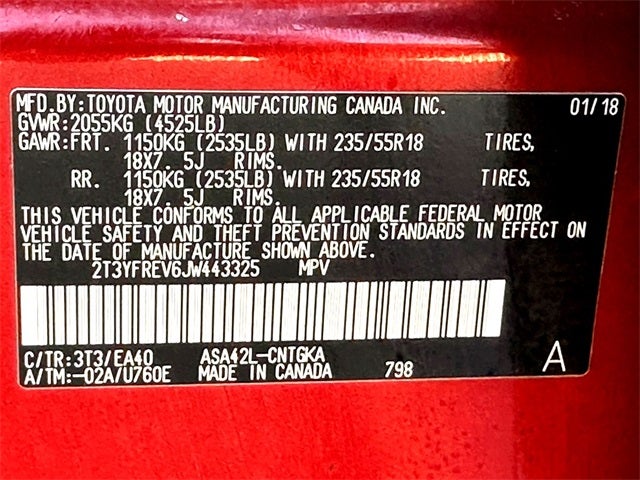 MFD.BY:TOYOTA MOTOR MANUFACTURING CANADA INC. 01/18
GVWR:2055KG (4525LB)
GAWR:FRT. 1150KG (2535LB) WITH 235/55R18 TIRES,
18X7. 5J RIMS.
RR. 1150KG (2535LB) WITH 235/55R18 TIRES,
18X7. 5J RIMS.
THIS VEHICLE CONFORMS TO ALL APPLICABLE FEDERAL MOTOR
VEHICLE SAFETY AND THEFT PREVENTION STANDARDS IN EFFECT ON
THE DATE OF MANUFACTURE SHOWN ABOVE.
2T3YFREV6JW443325 MPV
C/TR:3T3/EA40 ASA42L-CNTGKA A
A/TM:-02A/U760E MADE IN CANADA 798